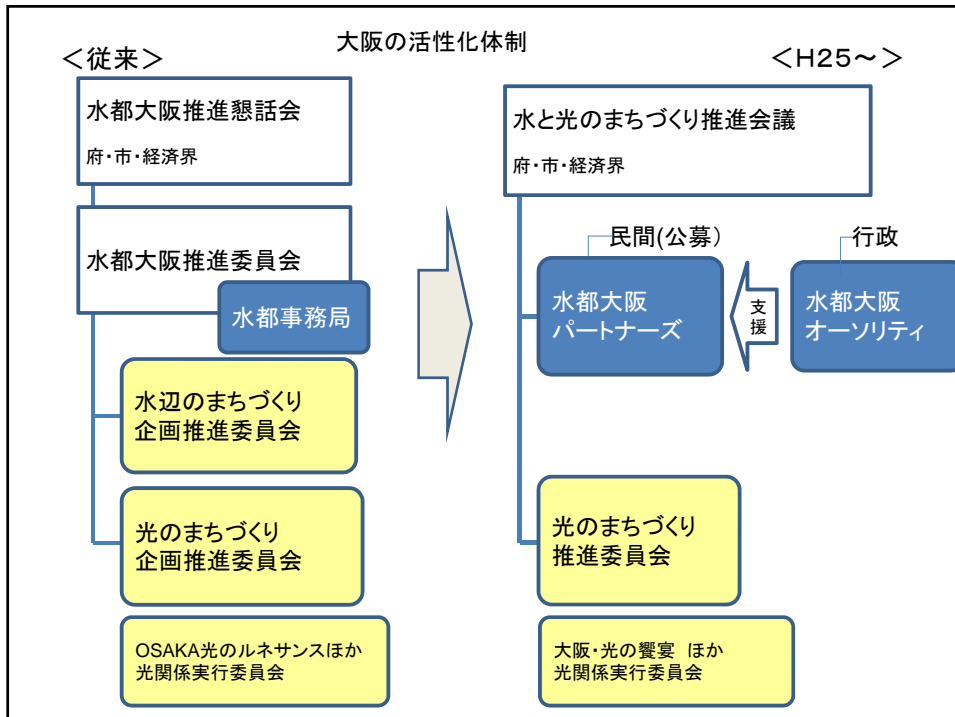 大阪の活性化体制
＜従来＞
水都大阪推進懇話会
府・市・経済界
水都大阪推進委員会
水都事務局
水辺のまちづくり
企画推進委員会
光のまちづくり
企画推進委員会
OSAKA光のルネサンスほか
光関係実行委員会
＜H25～＞
水と光のまちづくり推進会議
府・市・経済界
民間(公募）
水都大阪
パートナーズ
支
援
行政
水都大阪
オーソリティ
光のまちづくり
推進委員会
大阪・光の饗宴 ほか
光関係実行委員会